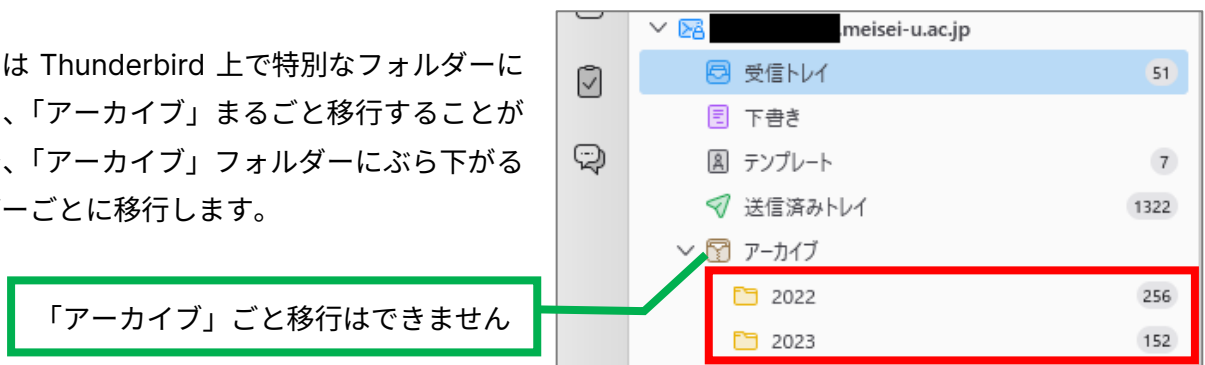 は Thunderbird 上で特別なフォルダーに
、「アーカイブ」まるごと移行することが
、「アーカイブ」フォルダーにぶら下がる
ーごとに移行します。
「アーカイブ」ごと移行はできません
.meisei-u.ac.jp
受信トレイ 51
下書き
テンプレート 7
送信済みトレイ 1322
アーカイブ
2022 256
2023 152